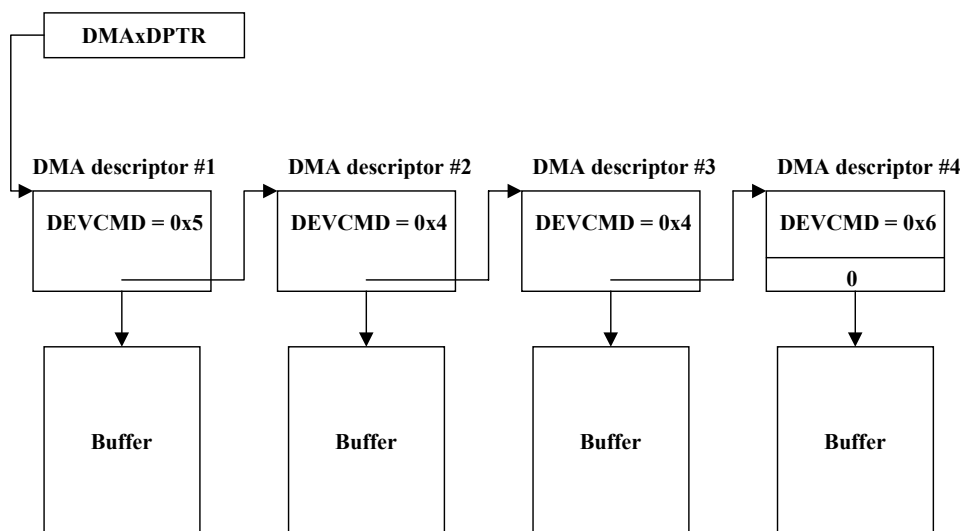 DMAxDPTR
DMA descriptor #1
DMA descriptor #2
DMA descriptor #3
DMA descriptor #4
DEVCMD = 0x5
DEVCMD = 0x4
DEVCMD = 0x4
DEVCMD = 0x6
0
Buffer
Buffer
Buffer
Buffer